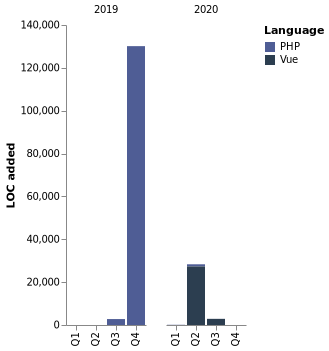 2019 2020
Language
PHP
Vue
LOC added
140,000
120,000
100,000
80,000
60,000
40,000
20,000
0
Q1 Q2 Q3 Q4 Q1 Q2 Q3 Q4